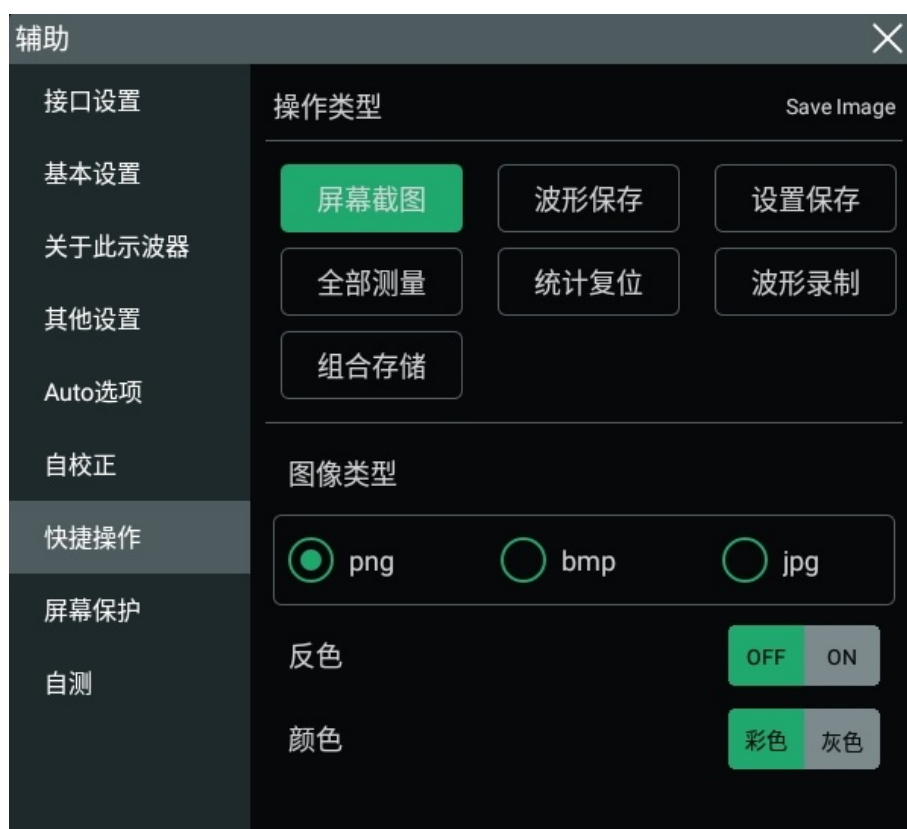 辅助
接口设置
基本设置
关于此示波器
其他设置
Auto选项
自校正
快捷操作
屏幕保护
自测
操作类型 Save Image
屏幕截图 波形保存 设置保存
全部测量 统计复位 波形录制
组合存储
图像类型
png bmp jpg
反色 OFF ON
颜色 彩色 灰色